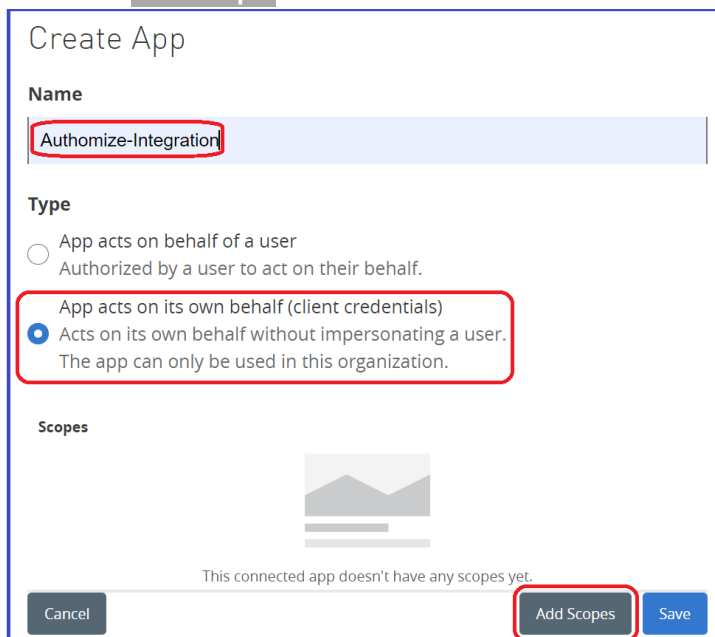 Create App
Name
Authomize-Integration
Type
App acts on behalf of a user
Authorized by a user to act on their behalf.
App acts on its own behalf (client credentials)
Acts on its own behalf without impersonating a user.
The app can only be used in this organization.
Scopes
This connected app doesn't have any scopes yet.
Cancel
Add Scopes
Save